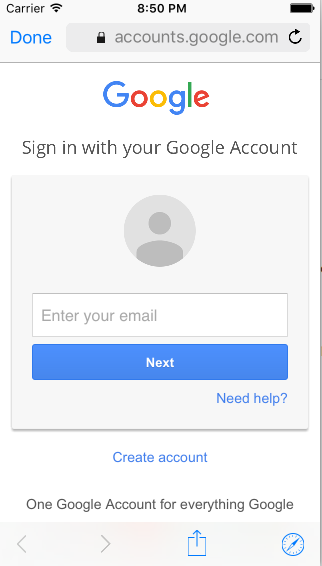 Carrier 8:50 PM
Done accounts.google.com
Google
Sign in with your Google Account
Enter your email
Next
Need help?
Create account
One Google Account for everything Google